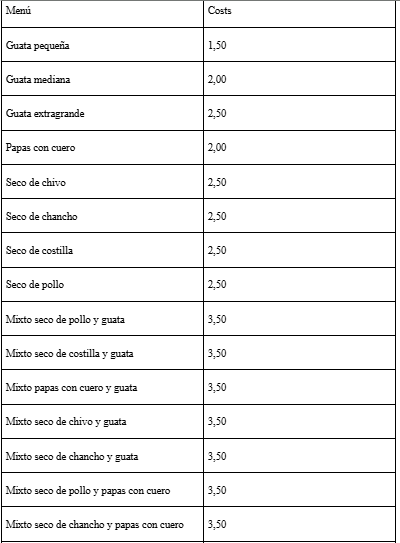 Menú Costs
Guata pequeña 1,50
Guata mediana 2,00
Guata extragrande 2,50
Papas con cuero 2,00
Seco de chivo 2,50
Seco de chancho 2,50
Seco de costilla 2,50
Seco de pollo 2,50
Mixto seco de pollo y guata 3,50
Mixto seco de costilla y guata 3,50
Mixto papas con cuero y guata 3,50
Mixto seco de chivo y guata 3,50
Mixto seco de chancho y guata 3,50
Mixto seco de pollo y papas con cuero 3,50
Mixto seco de chancho y papas con cuero 3,50